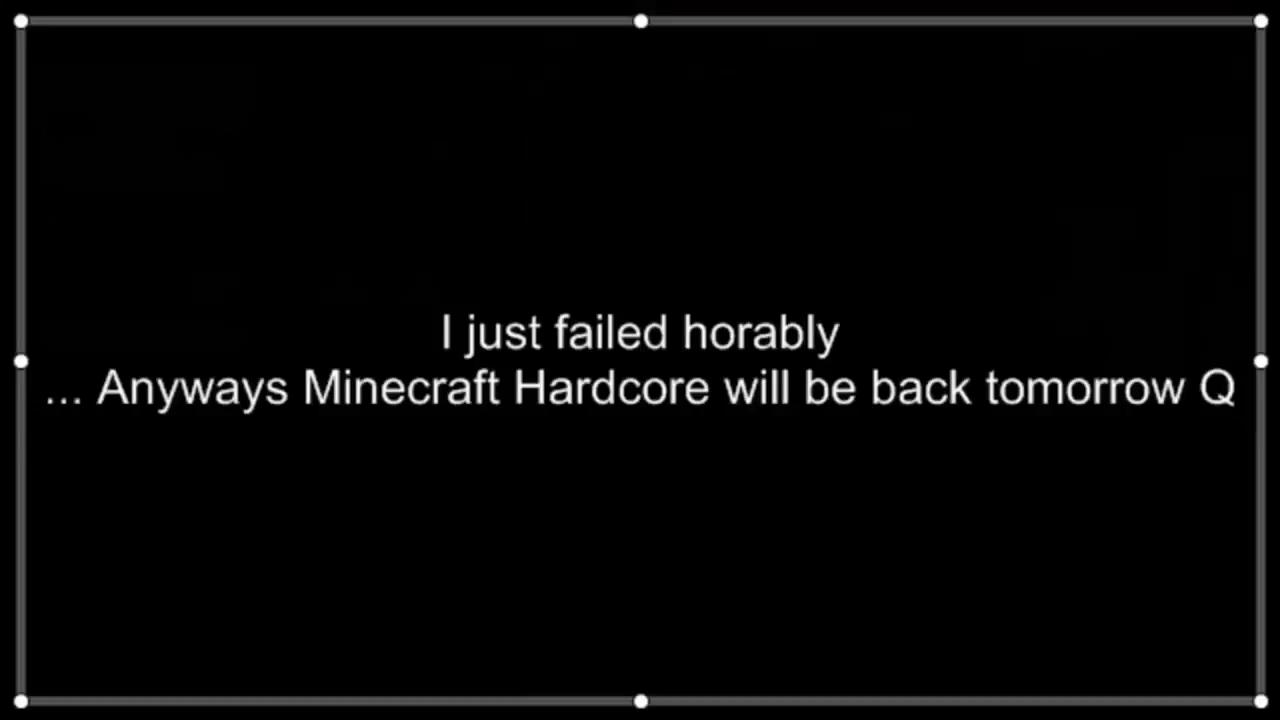 I just failed horably
... Anyways Minecraft Hardcore will be back tomorrow Q